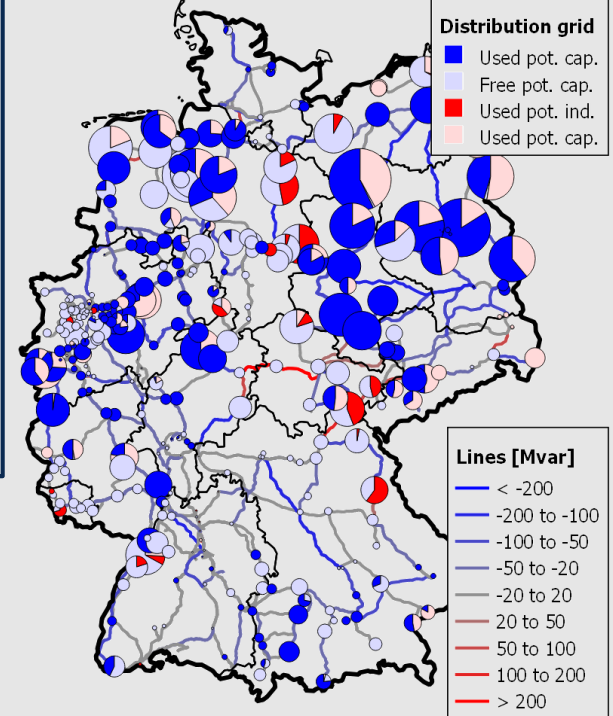 Distribution grid
Used pot. cap.
Free pot. cap.
Used pot. ind.
Used pot. cap.
Lines [Mvar]
< -200
-200 to -100
-100 to -50
-50 to -20
-20 to 20
20 to 50
50 to 100
100 to 200
> 200